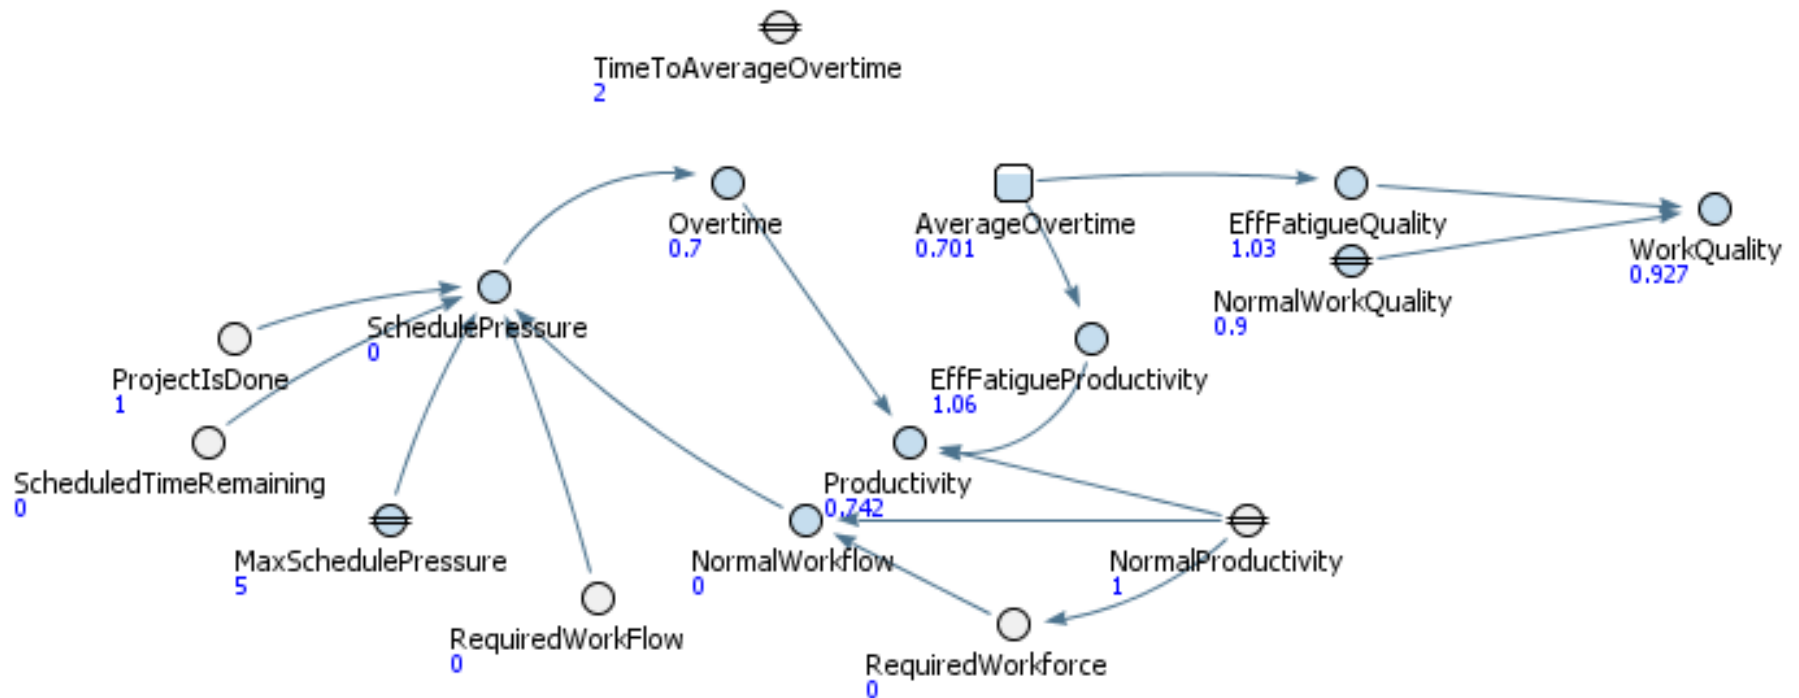 TimeToAverageOvertime
2
Overtime
0.7
AverageOvertime
0.701
EffFatigueQuality
1.03
WorkQuality
0.927
NormalWorkQuality
0.9
SchedulePressure
0
ProjectIsDone
1
EffFatigueProductivity
1.06
ScheduledTimeRemaining
0
Productivity
0.742
MaxSchedulePressure
5
NormalWorkflow
0
NormalProductivity
1
RequiredWorkFlow
0
RequiredWorkforce
0